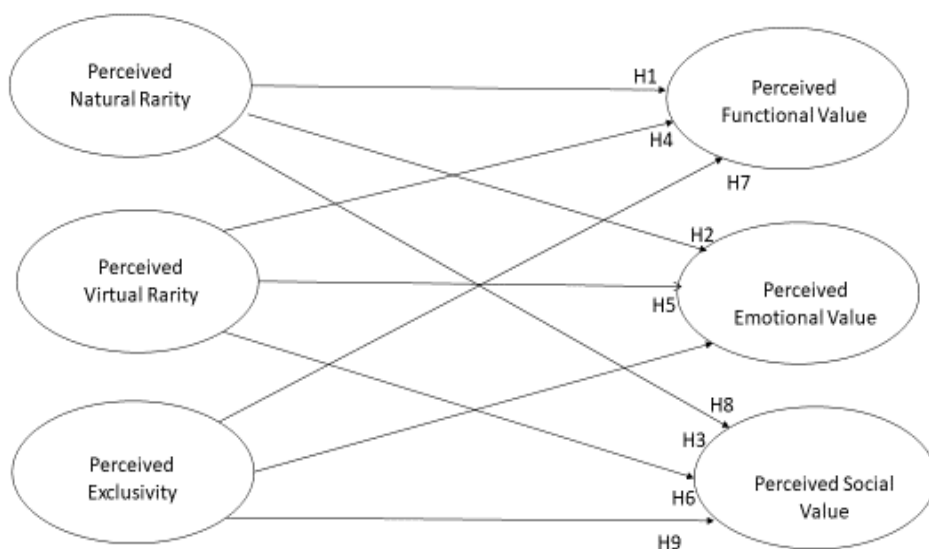 Perceived
Natural Rarity
H1
Perceived
Functional Value
H4
H7
Perceived
Virtual Rarity
H2
H5
Perceived
Emotional Value
H8
H3
Perceived
Exclusivity
H6
Perceived Social
Value
H9